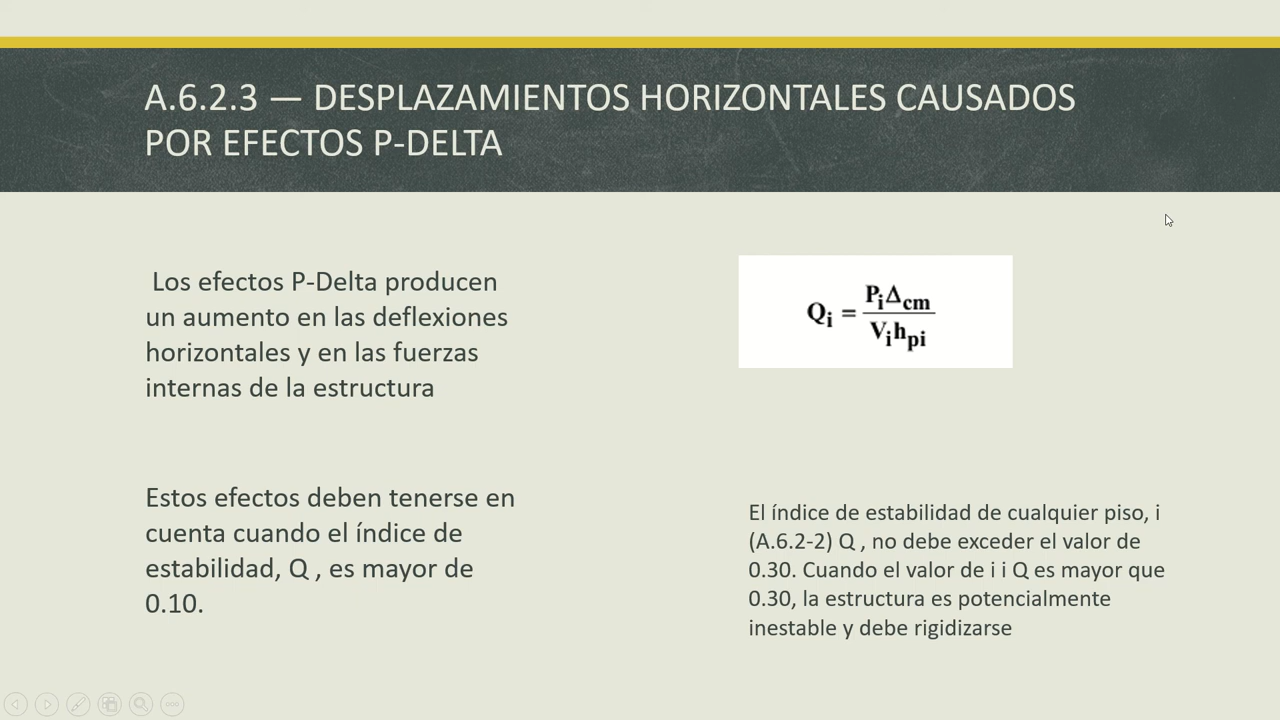 A.6.2.3 — DESPLAZAMIENTOS HORIZONTALES CAUSADOS
POR EFECTOS P-DELTA
Los efectos P-Delta producen
un aumento en las deflexiones
horizontales y en las fuerzas
internas de la estructura
Estos efectos deben tenerse en
cuenta cuando el índice de
estabilidad, Q , es mayor de
0.10.
Qi = PiΔcm / Vihpi
El índice de estabilidad de cualquier piso, i
(A.6.2-2) Q , no debe exceder el valor de
0.30. Cuando el valor de i i Q es mayor que
0.30, la estructura es potencialmente
inestable y debe rigidizarse